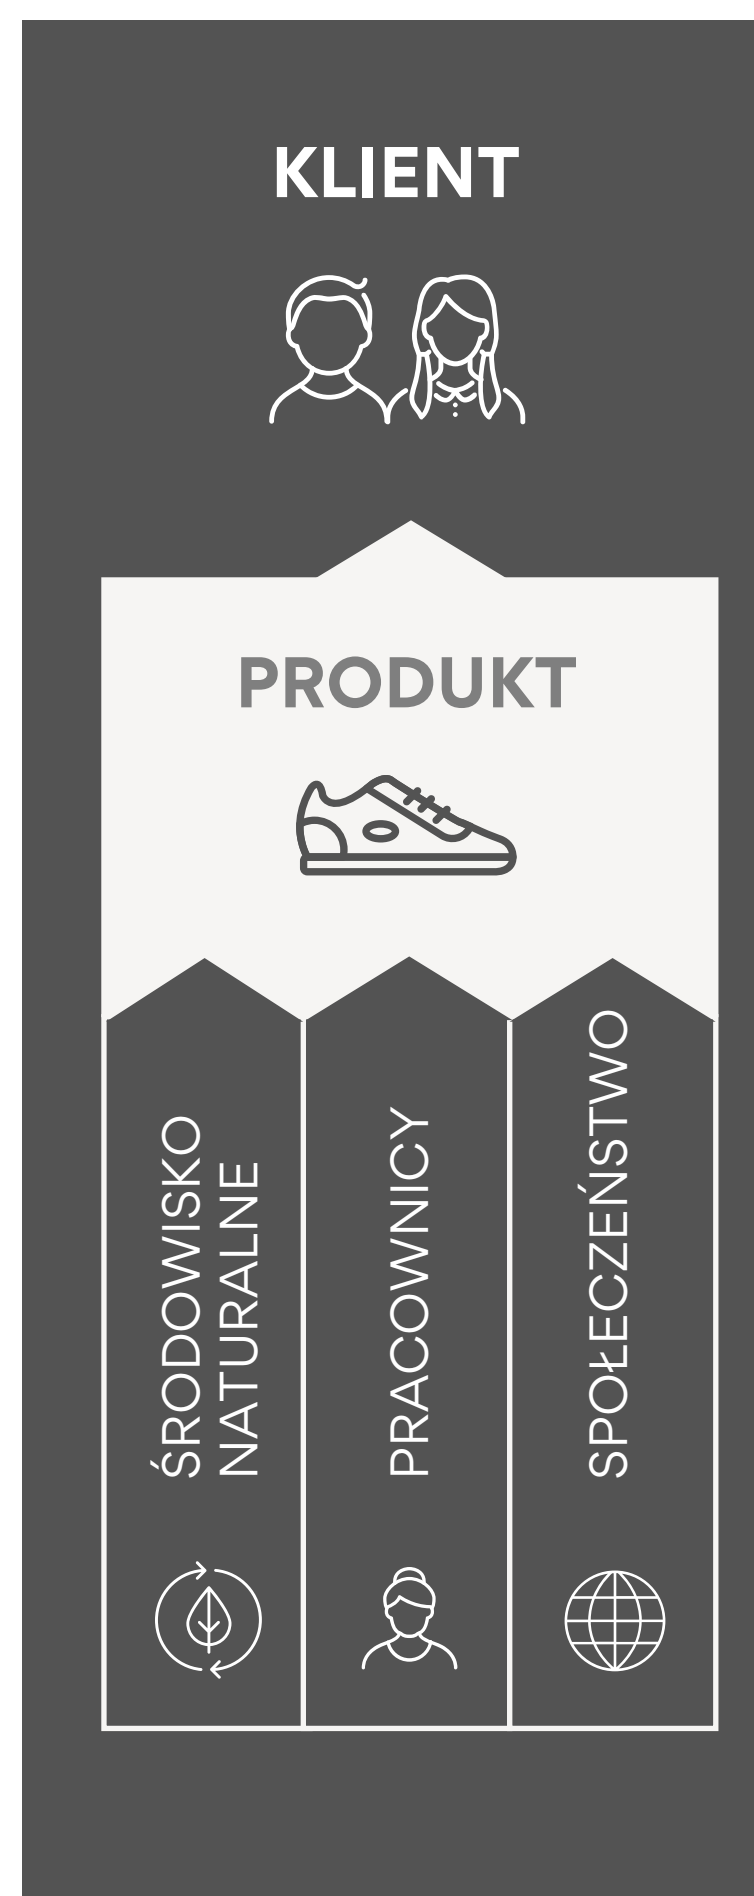 KLIENT
PRODUKT
ŚRODOWISKO
NATURALNE
PRACOWNICY
SPOŁECZEŃSTWO